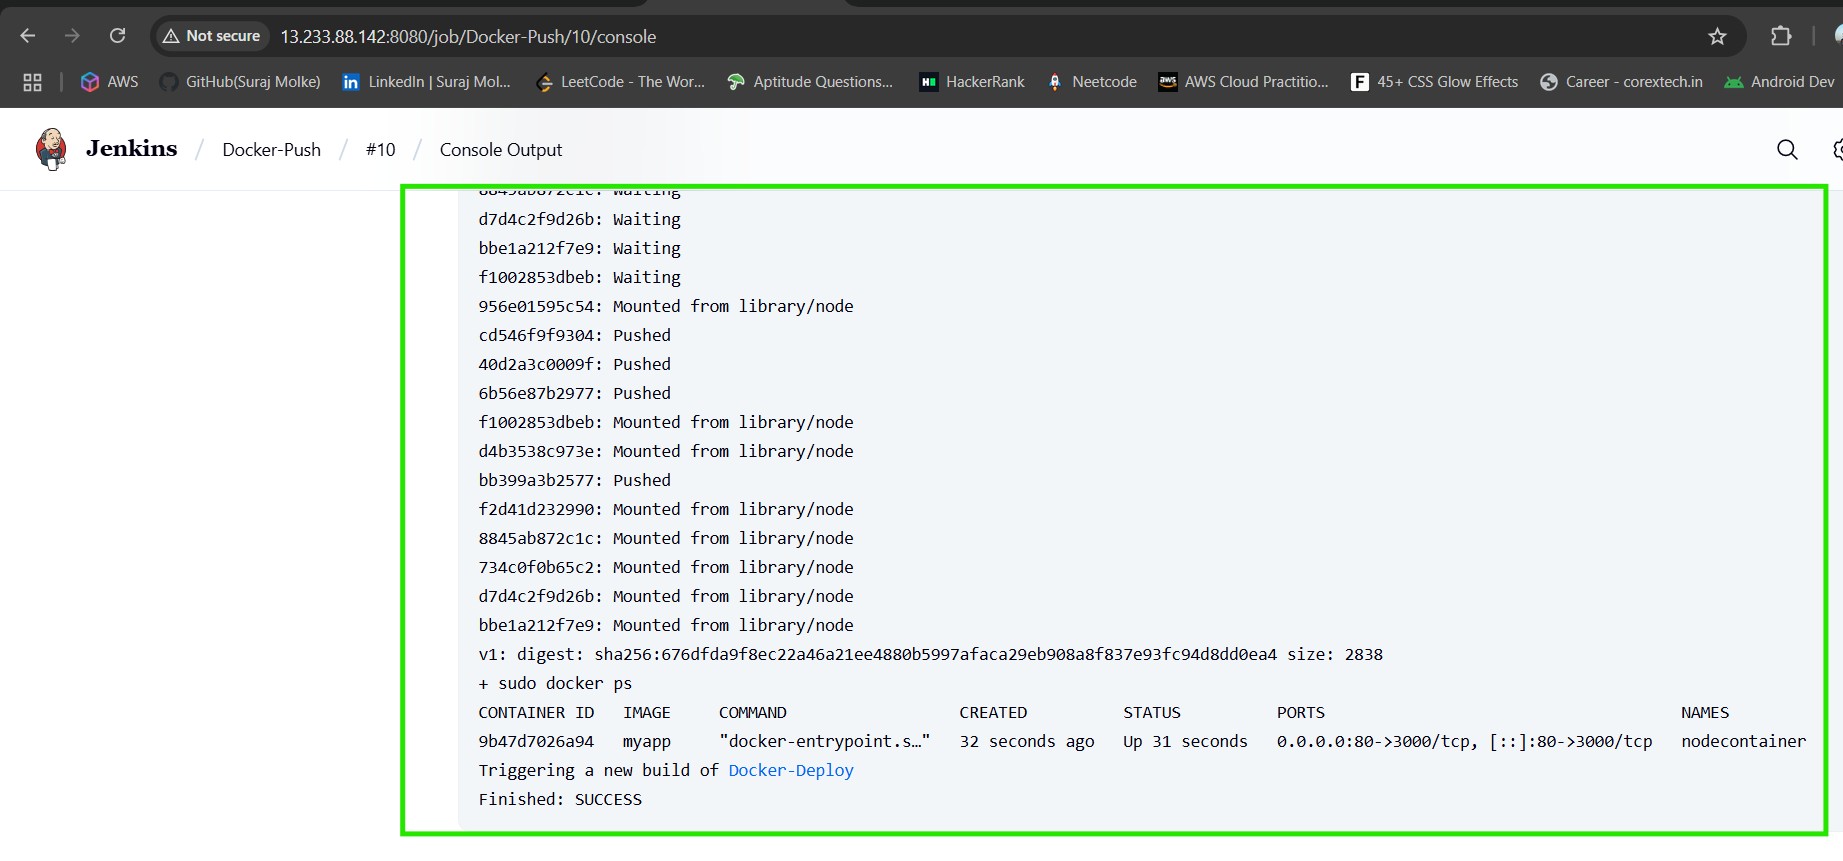 Not secure 13.233.88.142:8080/job/Docker-Push/10/console
AWS GitHub(Suraj Molke) LinkedIn | Suraj Mol... LeetCode - The Wor... Aptitude Questions... HackerRank Neetcode AWS Cloud Practitio... 45+ CSS Glow Effects Career - corextech.in Android Dev
Jenkins / Docker-Push / #10 / Console Output
8845ab872c1c: Waiting
d7d4c2f9d26b: Waiting
bbe1a212f7e9: Waiting
f1002853dbeb: Waiting
956e01595c54: Mounted from library/node
cd546f9f9304: Pushed
40d2a3c0009f: Pushed
6b56e87b2977: Pushed
f1002853dbeb: Mounted from library/node
d4b3538c973e: Mounted from library/node
bb399a3b2577: Pushed
f2d41d232990: Mounted from library/node
8845ab872c1c: Mounted from library/node
734c0f0b65c2: Mounted from library/node
d7d4c2f9d26b: Mounted from library/node
bbe1a212f7e9: Mounted from library/node
v1: digest: sha256:676dfda9f8ec22a46a21ee4880b5997afaca29eb908a8f837e93fc94d8dd0ea4 size: 2838
+ sudo docker ps
CONTAINER ID IMAGE COMMAND CREATED STATUS PORTS NAMES
9b47d7026a94 myapp "docker-entrypoint.s…" 32 seconds ago Up 31 seconds 0.0.0.0:80->3000/tcp, [::]:80->3000/tcp nodecontainer
Triggering a new build of Docker-Deploy
Finished: SUCCESS